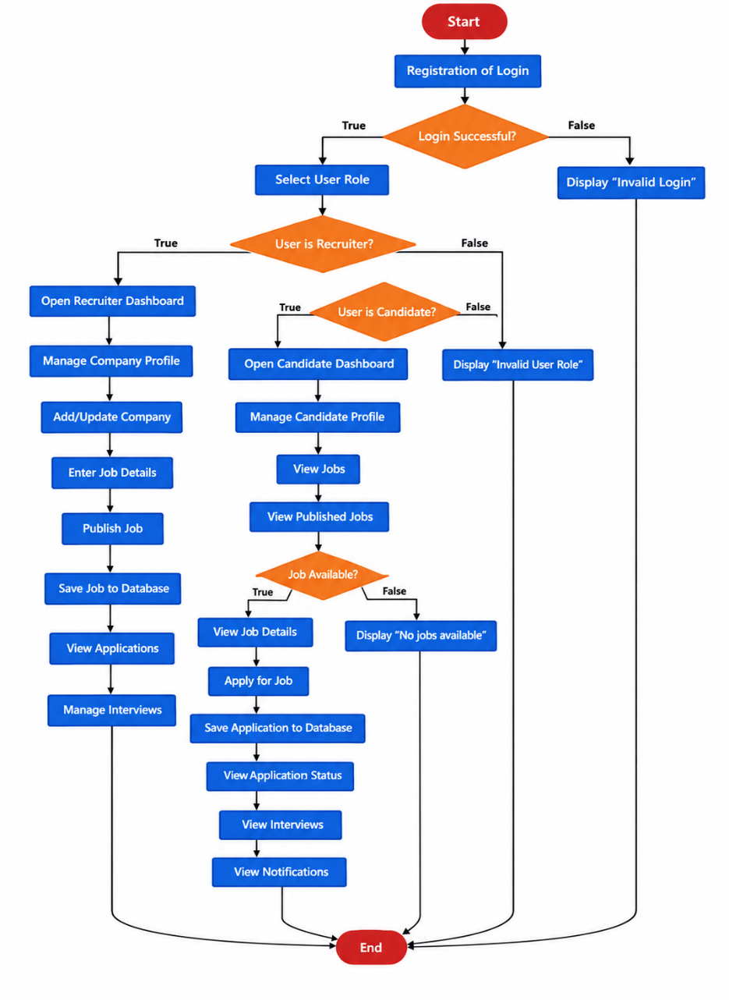 Start
Registration of Login
True
False
Login Successful?
Select User Role
Display “Invalid Login”
True
User is Recruiter?
False
Open Recruiter Dashboard
True
User is Candidate?
False
Manage Company Profile
Open Candidate Dashboard
Display “Invalid User Role”
Add/Update Company
Manage Candidate Profile
Enter Job Details
View Jobs
Publish Job
View Published Jobs
Save Job to Database
Job Available?
True
False
View Applications
View Job Details
Display “No jobs available”
Apply for Job
Manage Interviews
Save Application to Database
View Application Status
View Interviews
View Notifications
End